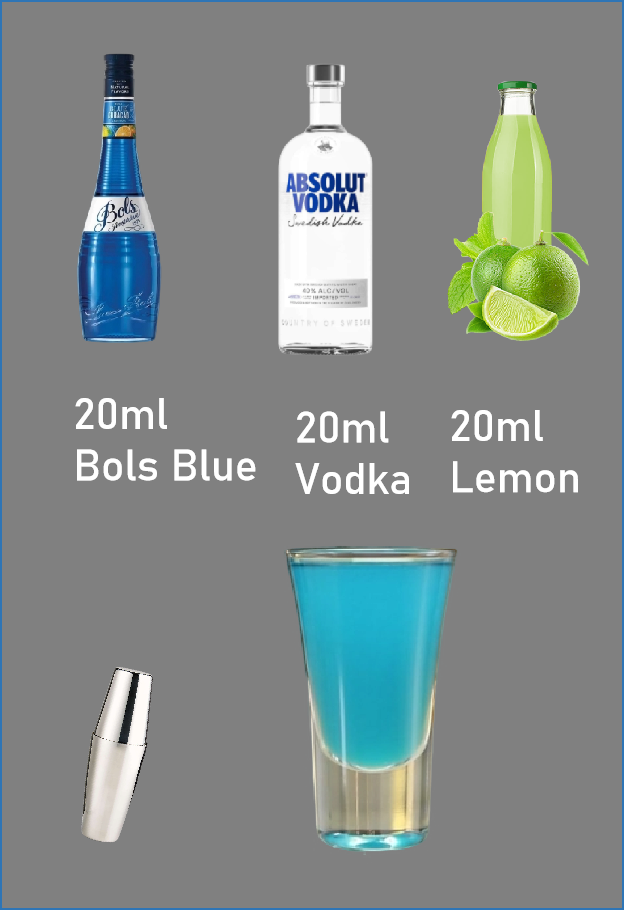 Bols
ABSOLUT
VODKA
Swedish Vodka
40% ALC/VOL.
COUNTRY OF SWEDEN
20ml
Bols Blue
20ml
Vodka
20ml
Lemon